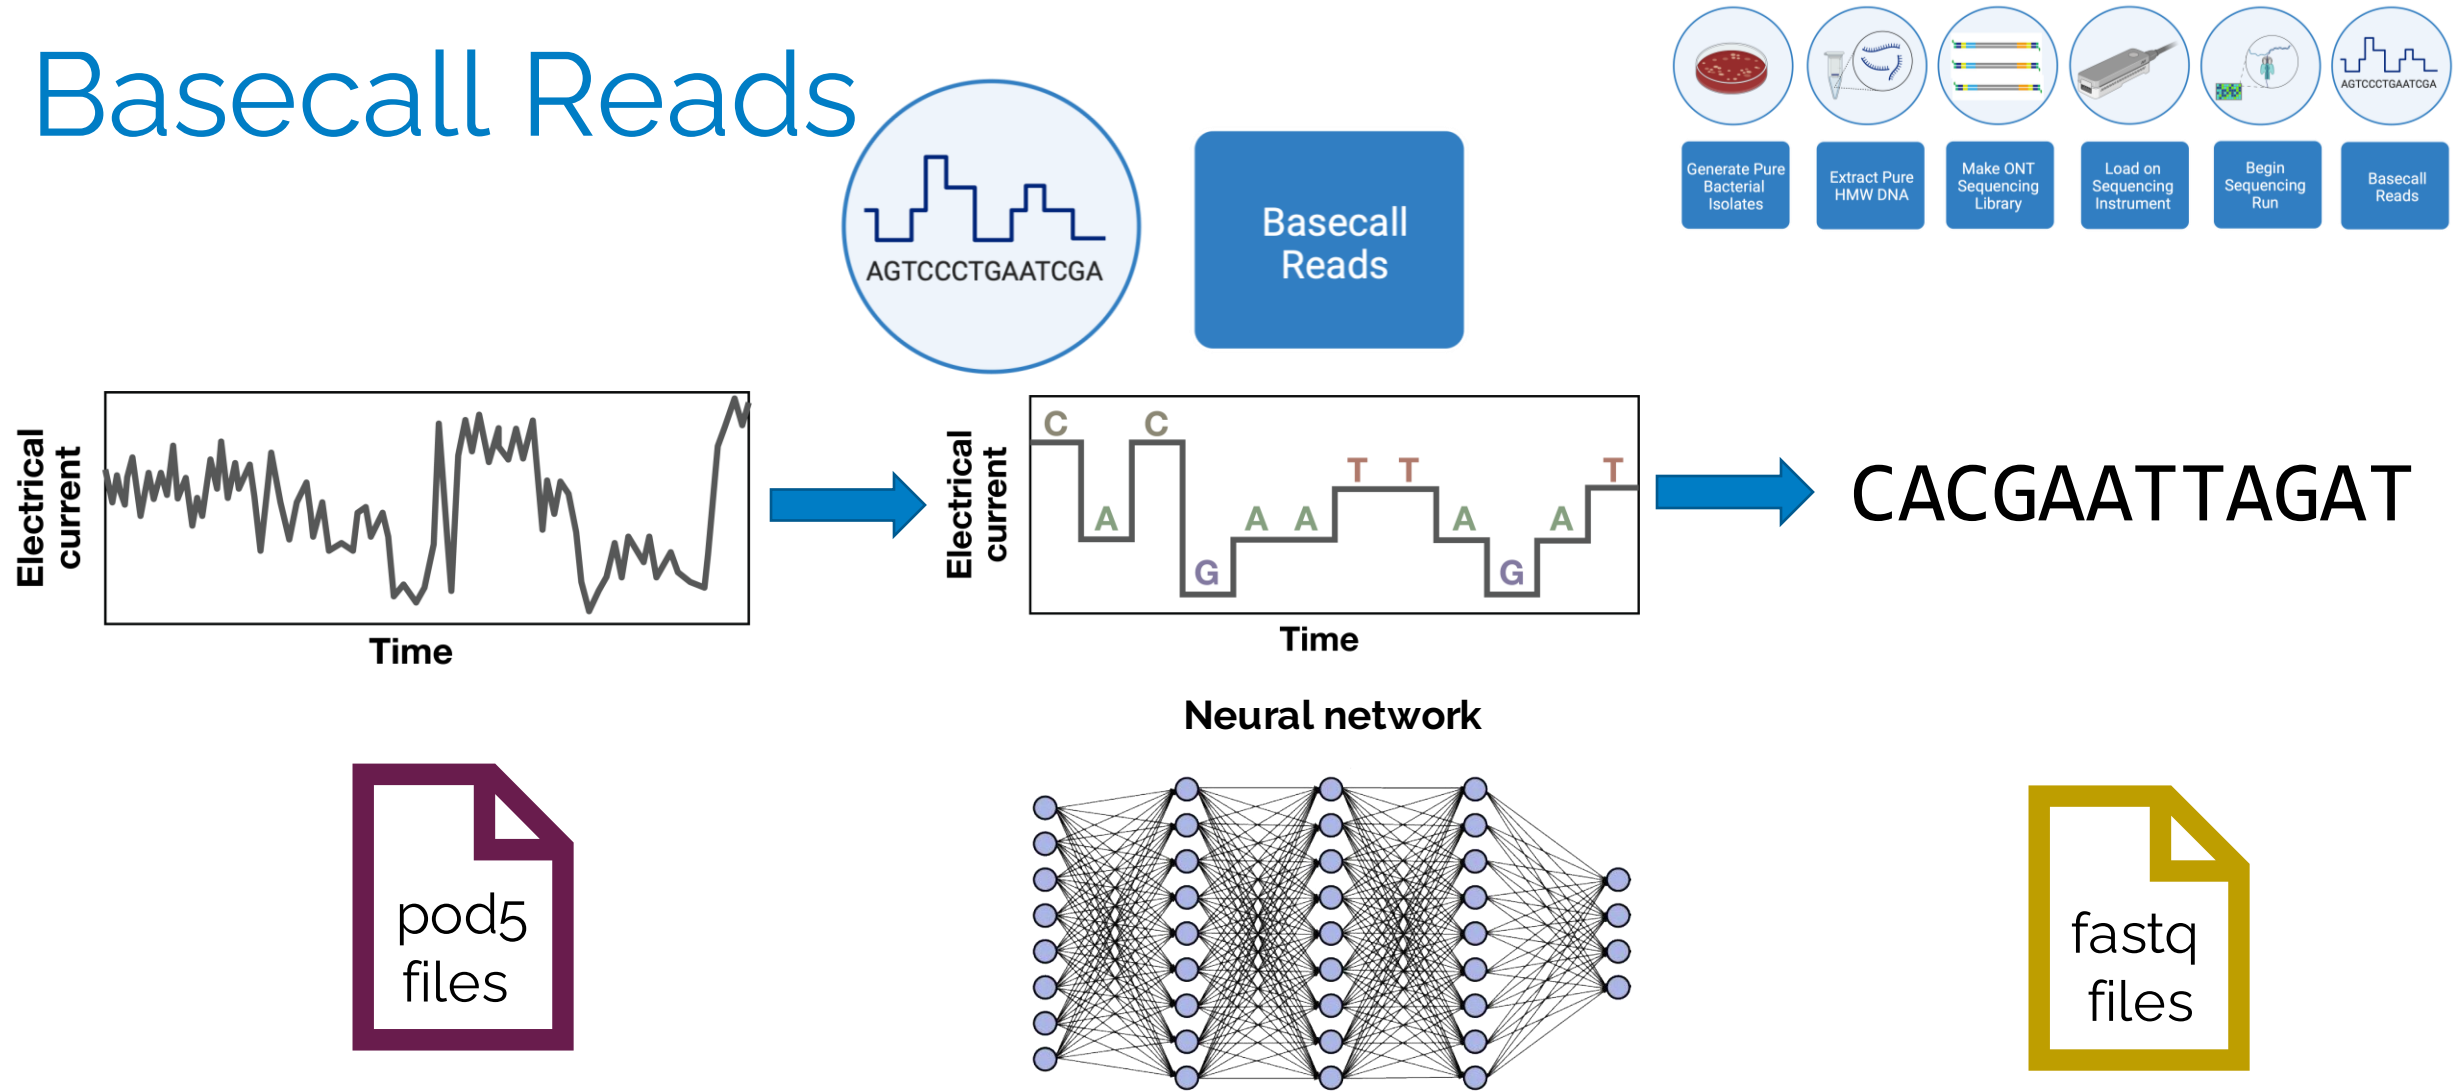 Basecall Reads
AGTCCCTGAATCGA
Basecall
Reads
AGTCCCTGAATCGA
Generate Pure
Bacterial
Isolates
Extract Pure
HMW DNA
Make ONT
Sequencing
Library
Load on
Sequencing
Instrument
Begin
Sequencing
Run
Basecall
Reads
Electrical
current
Time
Electrical
current
C
A
C
G
A
A
T
T
A
G
A
T
Time
CACGAATTAGAT
Neural network
pod5
files
fastq
files